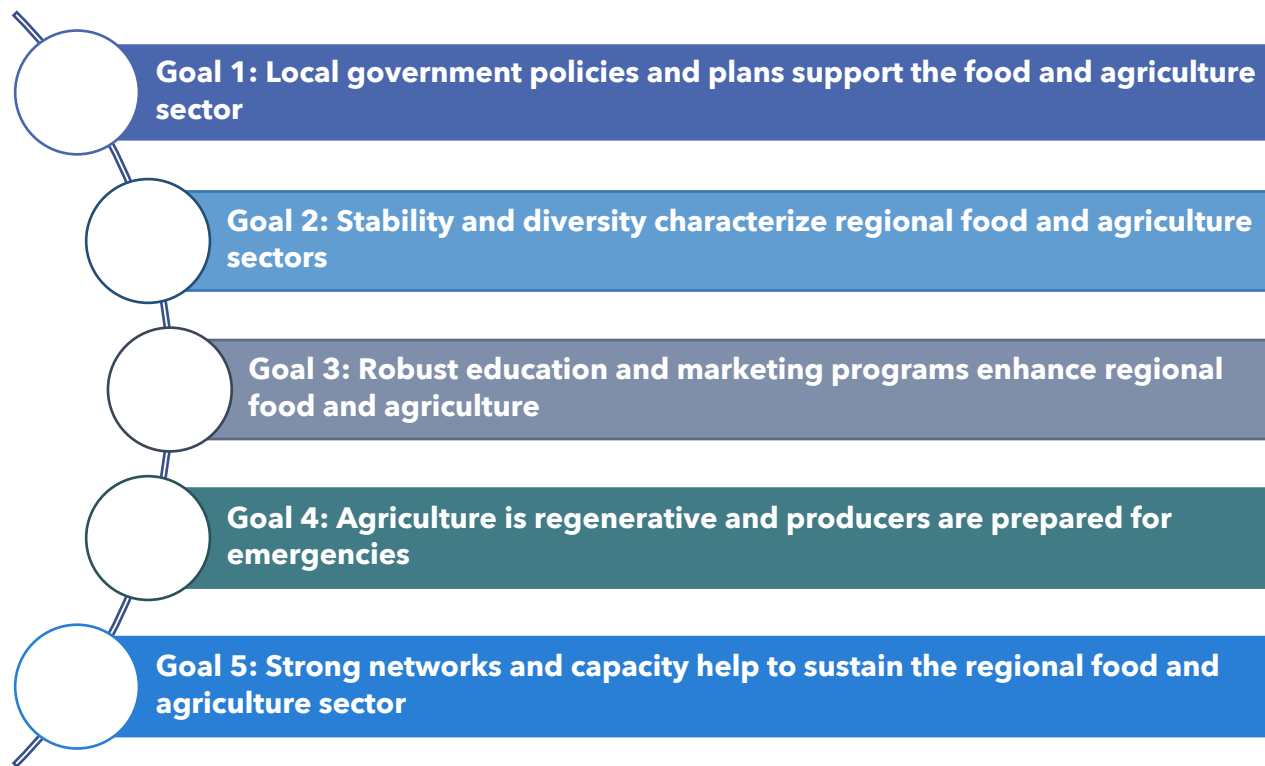 Goal 1: Local government policies and plans support the food and agriculture
sector
Goal 2: Stability and diversity characterize regional food and agriculture
sectors
Goal 3: Robust education and marketing programs enhance regional
food and agriculture
Goal 4: Agriculture is regenerative and producers are prepared for
emergencies
Goal 5: Strong networks and capacity help to sustain the regional food and
agriculture sector